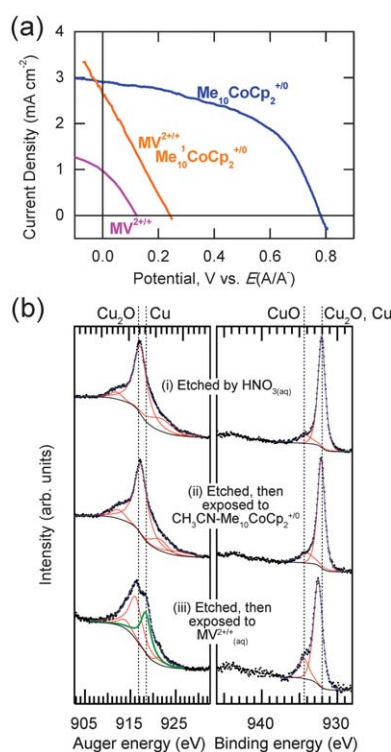 (a)
4
3
2
1
0
Current Density (mA cm⁻²)
Me₁₀CoCp₂⁺/⁰
MV²⁺/⁺
Me₁₀CoCp₂⁺/⁰
MV²⁺/⁺
0.0 0.2 0.4 0.6 0.8
Potential, V vs. E(A/A⁻)
(b)
Cu₂O Cu CuO Cu₂O, Cu
(i) Etched by HNO₃(aq)
(ii) Etched, then
exposed to
CH₃CN-Me₁₀CoCp₂⁺/⁰
(iii) Etched, then
exposed to
MV²⁺/⁺(aq)
Intensity (arb. units)
905 915 925 940 930
Auger energy (eV) Binding energy (eV)